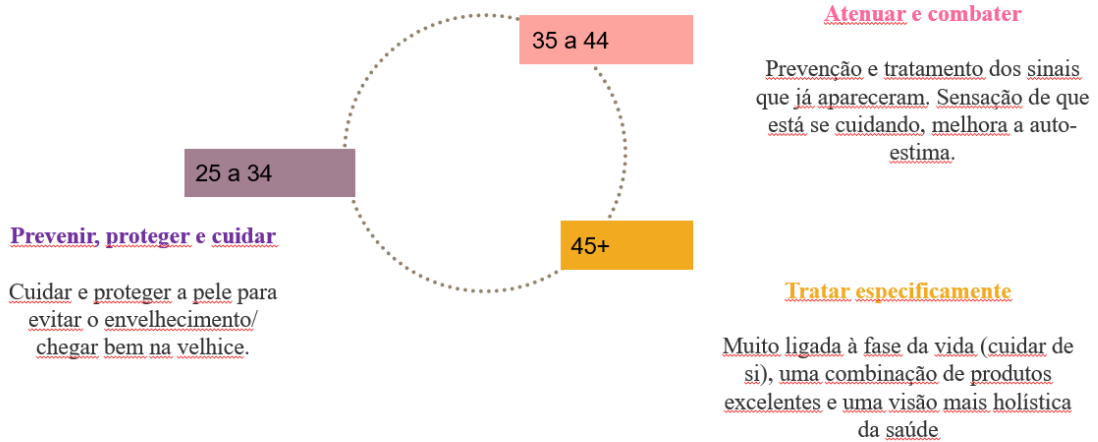 Atenuar e combater
35 a 44
Prevenção e tratamento dos sinais
que já apareceram. Sensação de que
está se cuidando, melhora a auto-
estima.
25 a 34
Prevenir, proteger e cuidar
Cuidar e proteger a pele para
evitar o envelhecimento/
chegar bem na velhice.
45+
Tratar especificamente
Muito ligada à fase da vida (cuidar de
si), uma combinação de produtos
excelentes e uma visão mais holística
da saúde